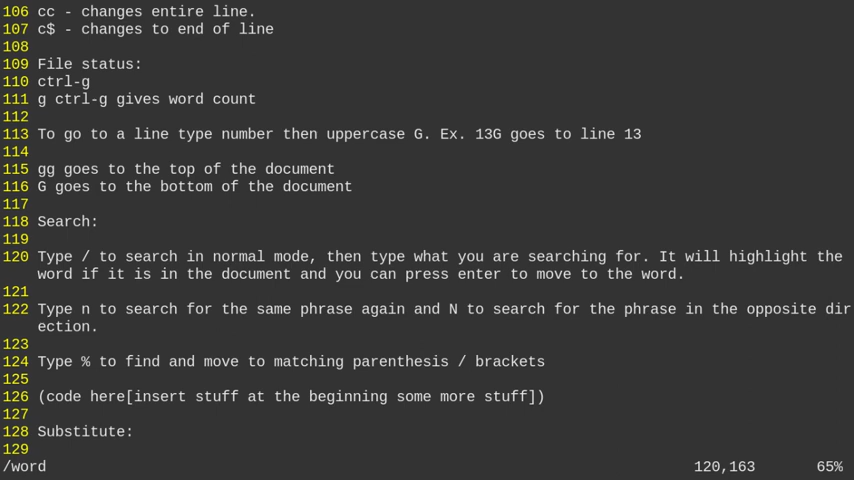 106 cc - changes entire line.
107 c$ - changes to end of line
108
109 File status:
110 ctrl-g
111 g ctrl-g gives word count
112
113 To go to a line type number then uppercase G. Ex. 13G goes to line 13
114
115 gg goes to the top of the document
116 G goes to the bottom of the document
117
118 Search:
119
120 Type / to search in normal mode, then type what you are searching for. It will highlight the
word if it is in the document and you can press enter to move to the word.
121
122 Type n to search for the same phrase again and N to search for the phrase in the opposite dir
ection.
123
124 Type % to find and move to matching parenthesis / brackets
125
126 (code here[insert stuff at the beginning some more stuff])
127
128 Substitute:
129
/word 120,163 65%